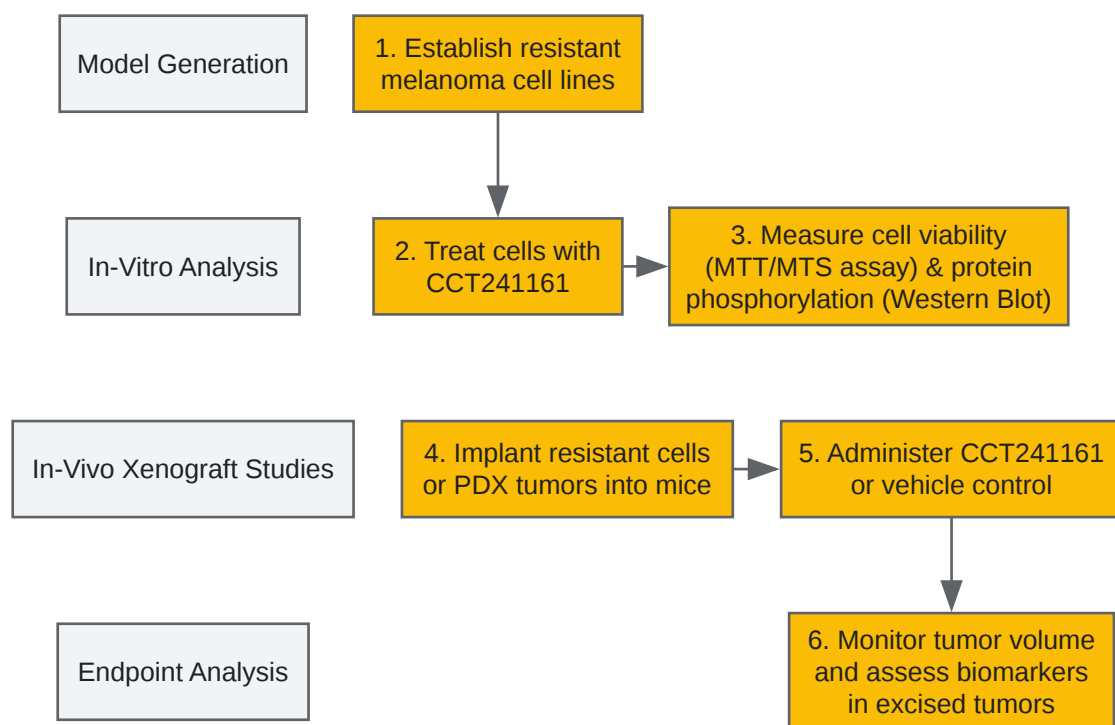 Model Generation
1. Establish resistant
melanoma cell lines
In-Vitro Analysis
2. Treat cells with
CCT241161
3. Measure cell viability
(MTT/MTS assay) & protein
phosphorylation (Western Blot)
In-Vivo Xenograft Studies
4. Implant resistant cells
or PDX tumors into mice
5. Administer CCT241161
or vehicle control
Endpoint Analysis
6. Monitor tumor volume
and assess biomarkers
in excised tumors